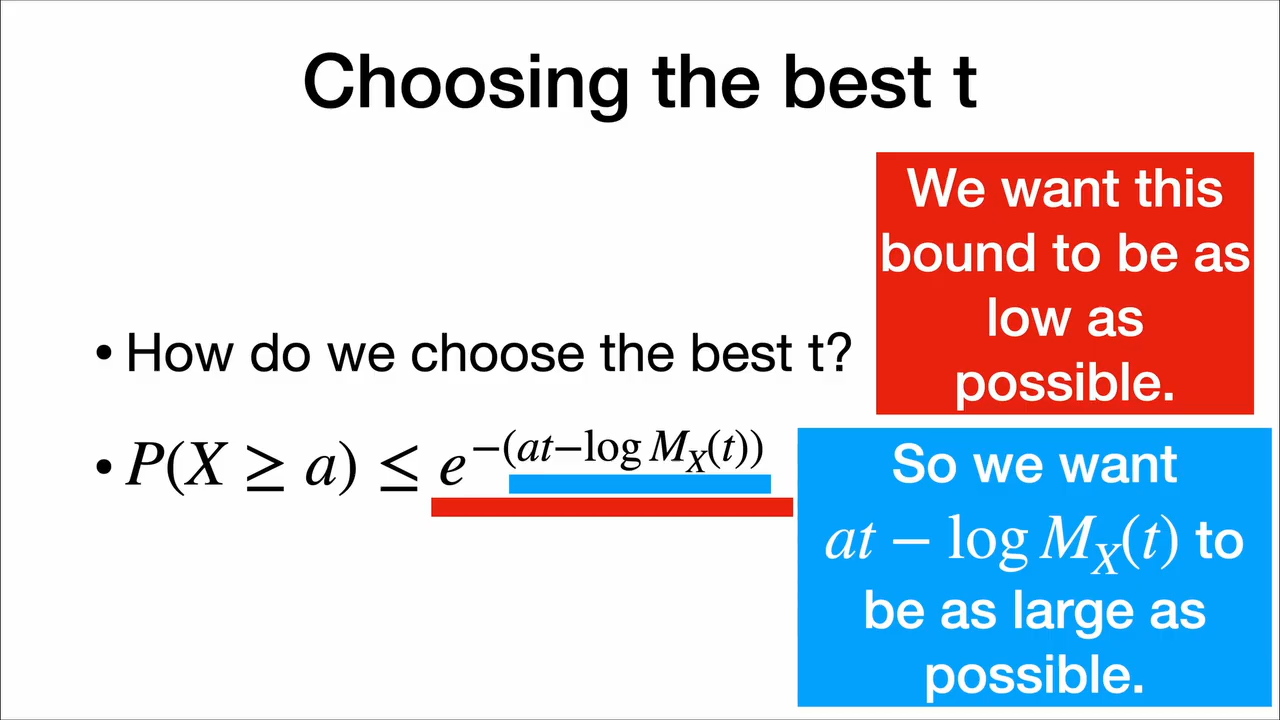 Choosing the best t
We want this
bound to be as
low as
possible.
• How do we choose the best t?
• P(X ≥ a) ≤ e^{−(at−log M_X(t))}
So we want
at − log M_X(t) to
be as large as
possible.